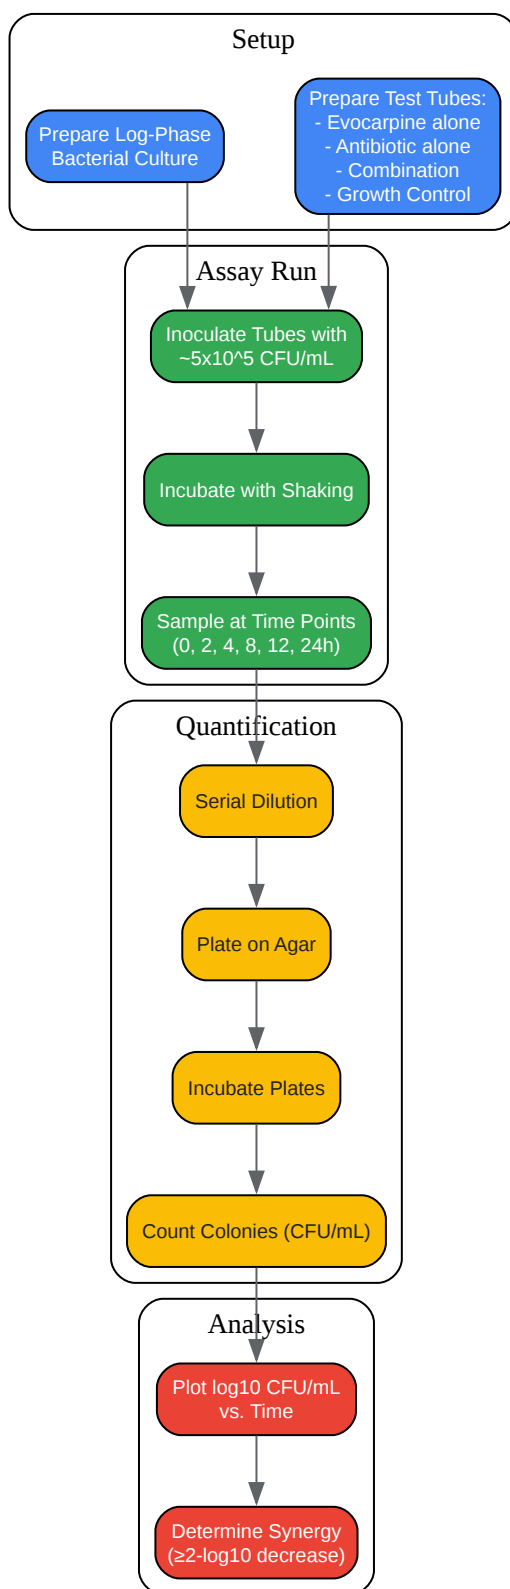 Setup
Prepare Log-Phase
Bacterial Culture
Prepare Test Tubes:
- Evocarpine alone
- Antibiotic alone
- Combination
- Growth Control
Assay Run
Inoculate Tubes with
~5x10^5 CFU/mL
Incubate with Shaking
Sample at Time Points
(0, 2, 4, 8, 12, 24h)
Quantification
Serial Dilution
Plate on Agar
Incubate Plates
Count Colonies (CFU/mL)
Analysis
Plot log10 CFU/mL
vs. Time
Determine Synergy
(≥2-log10 decrease)